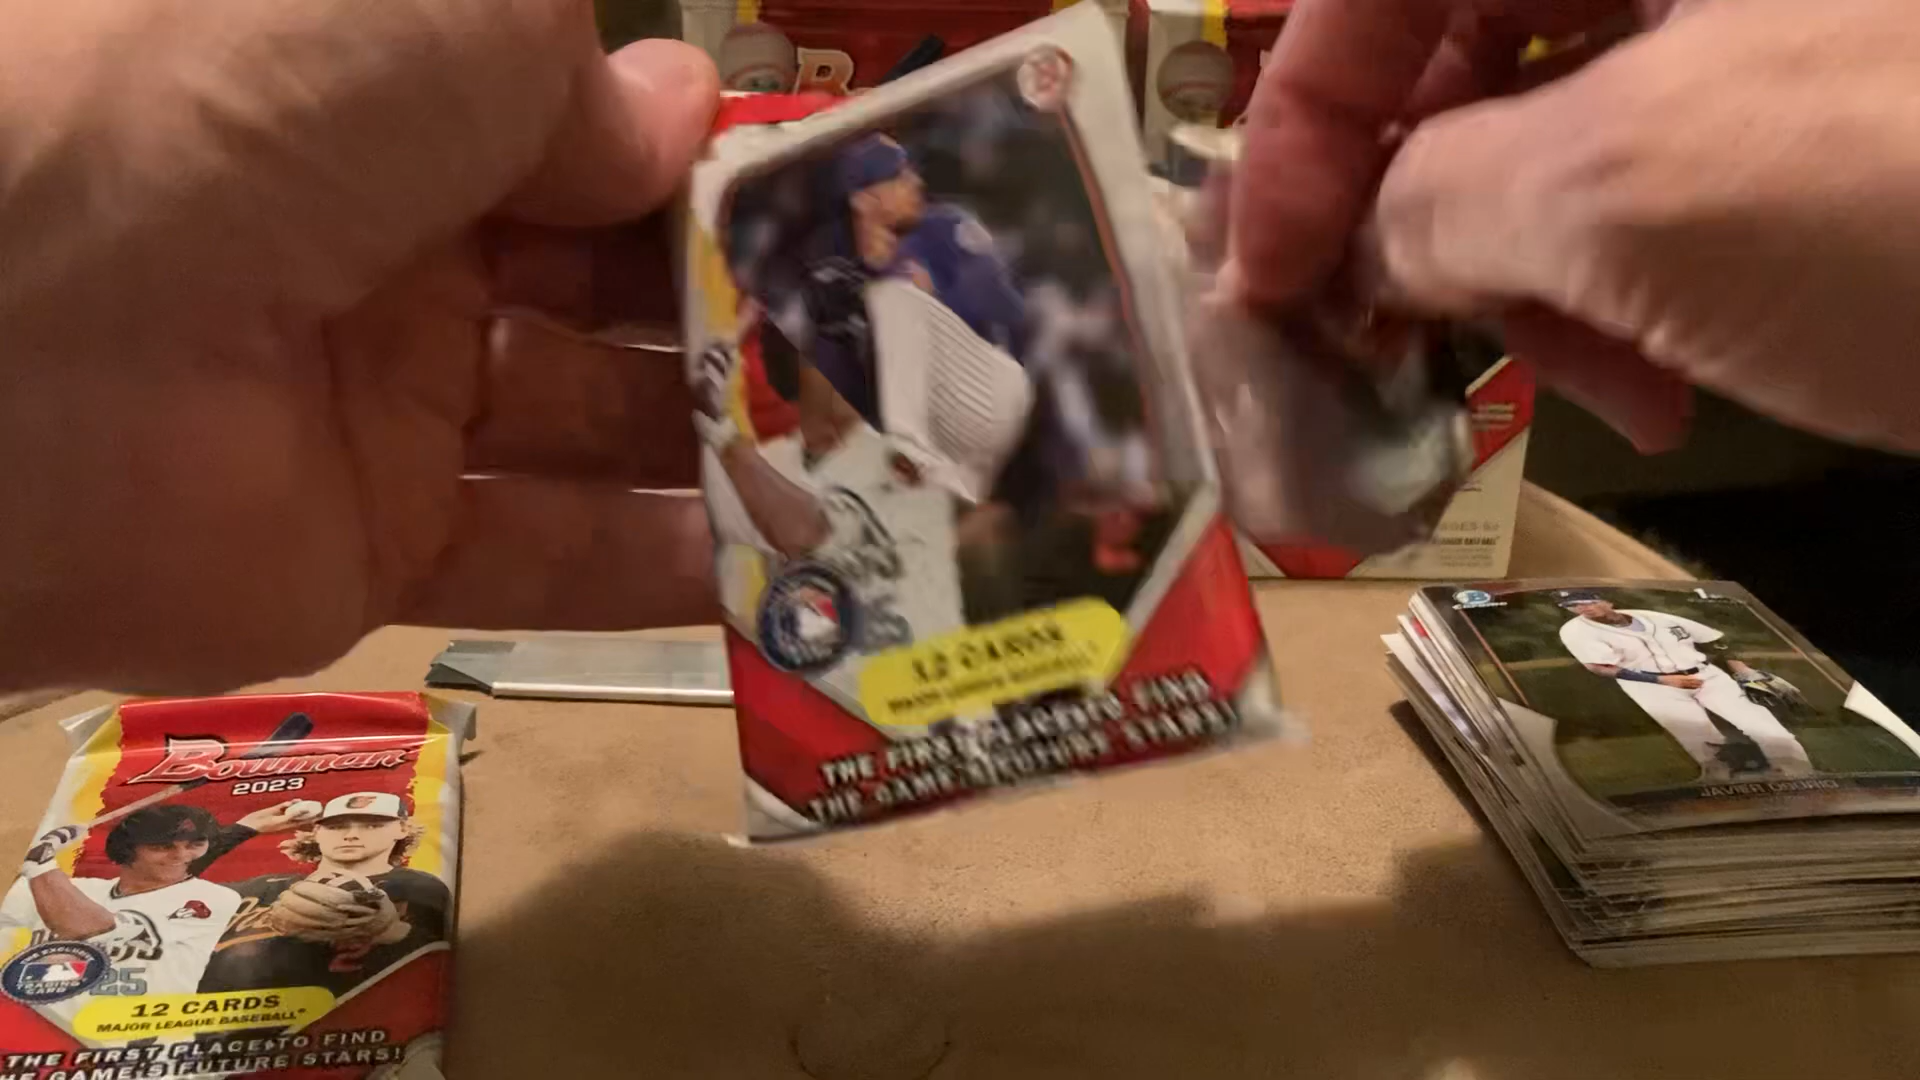 12 CARDS
MAJOR LEAGUE BASEBALL
THE FIRST PLACE TO FIND
THE GAME'S FUTURE STARS!
Bowman
2023
25
12 CARDS
MAJOR LEAGUE BASEBALL
THE FIRST PLACE TO FIND
THE GAME'S FUTURE STARS!
JAVIER OSORIO